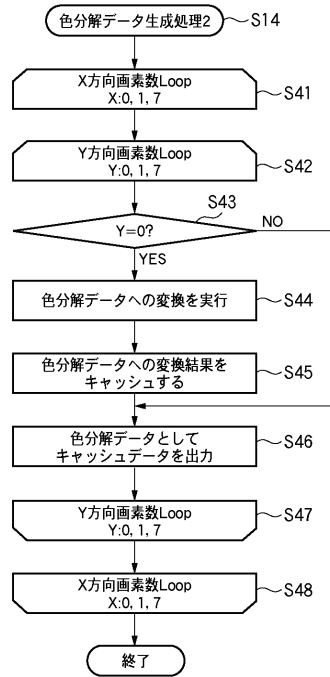 色分解データ生成処理2
S14
X方向画素数Loop
X:0, 1, 7
S41
Y方向画素数Loop
Y:0, 1, 7
S42
S43
Y=0?
NO
YES
色分解データへの変換を実行
S44
色分解データへの変換結果を
キャッシュする
S45
色分解データとして
キャッシュデータを出力
S46
Y方向画素数Loop
Y:0, 1, 7
S47
X方向画素数Loop
X:0, 1, 7
S48
終了